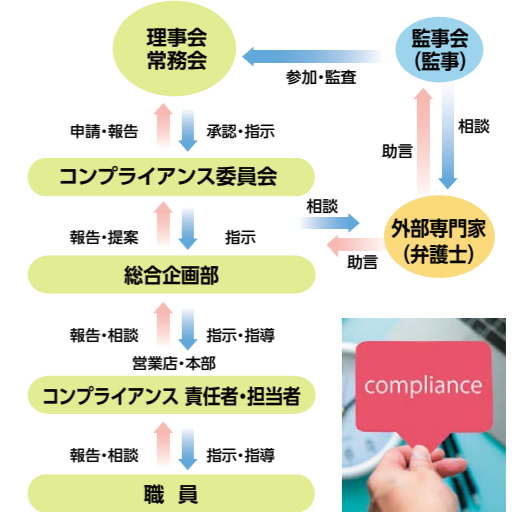 理事会
常務会
監事会
(監事)
参加・監査
申請・報告
承認・指示
相談
助言
コンプライアンス委員会
相談
外部専門家
(弁護士)
報告・提案
指示
助言
総合企画部
報告・相談
指示・指導
営業店・本部
コンプライアンス 責任者・担当者
compliance
報告・相談
指示・指導
職 員